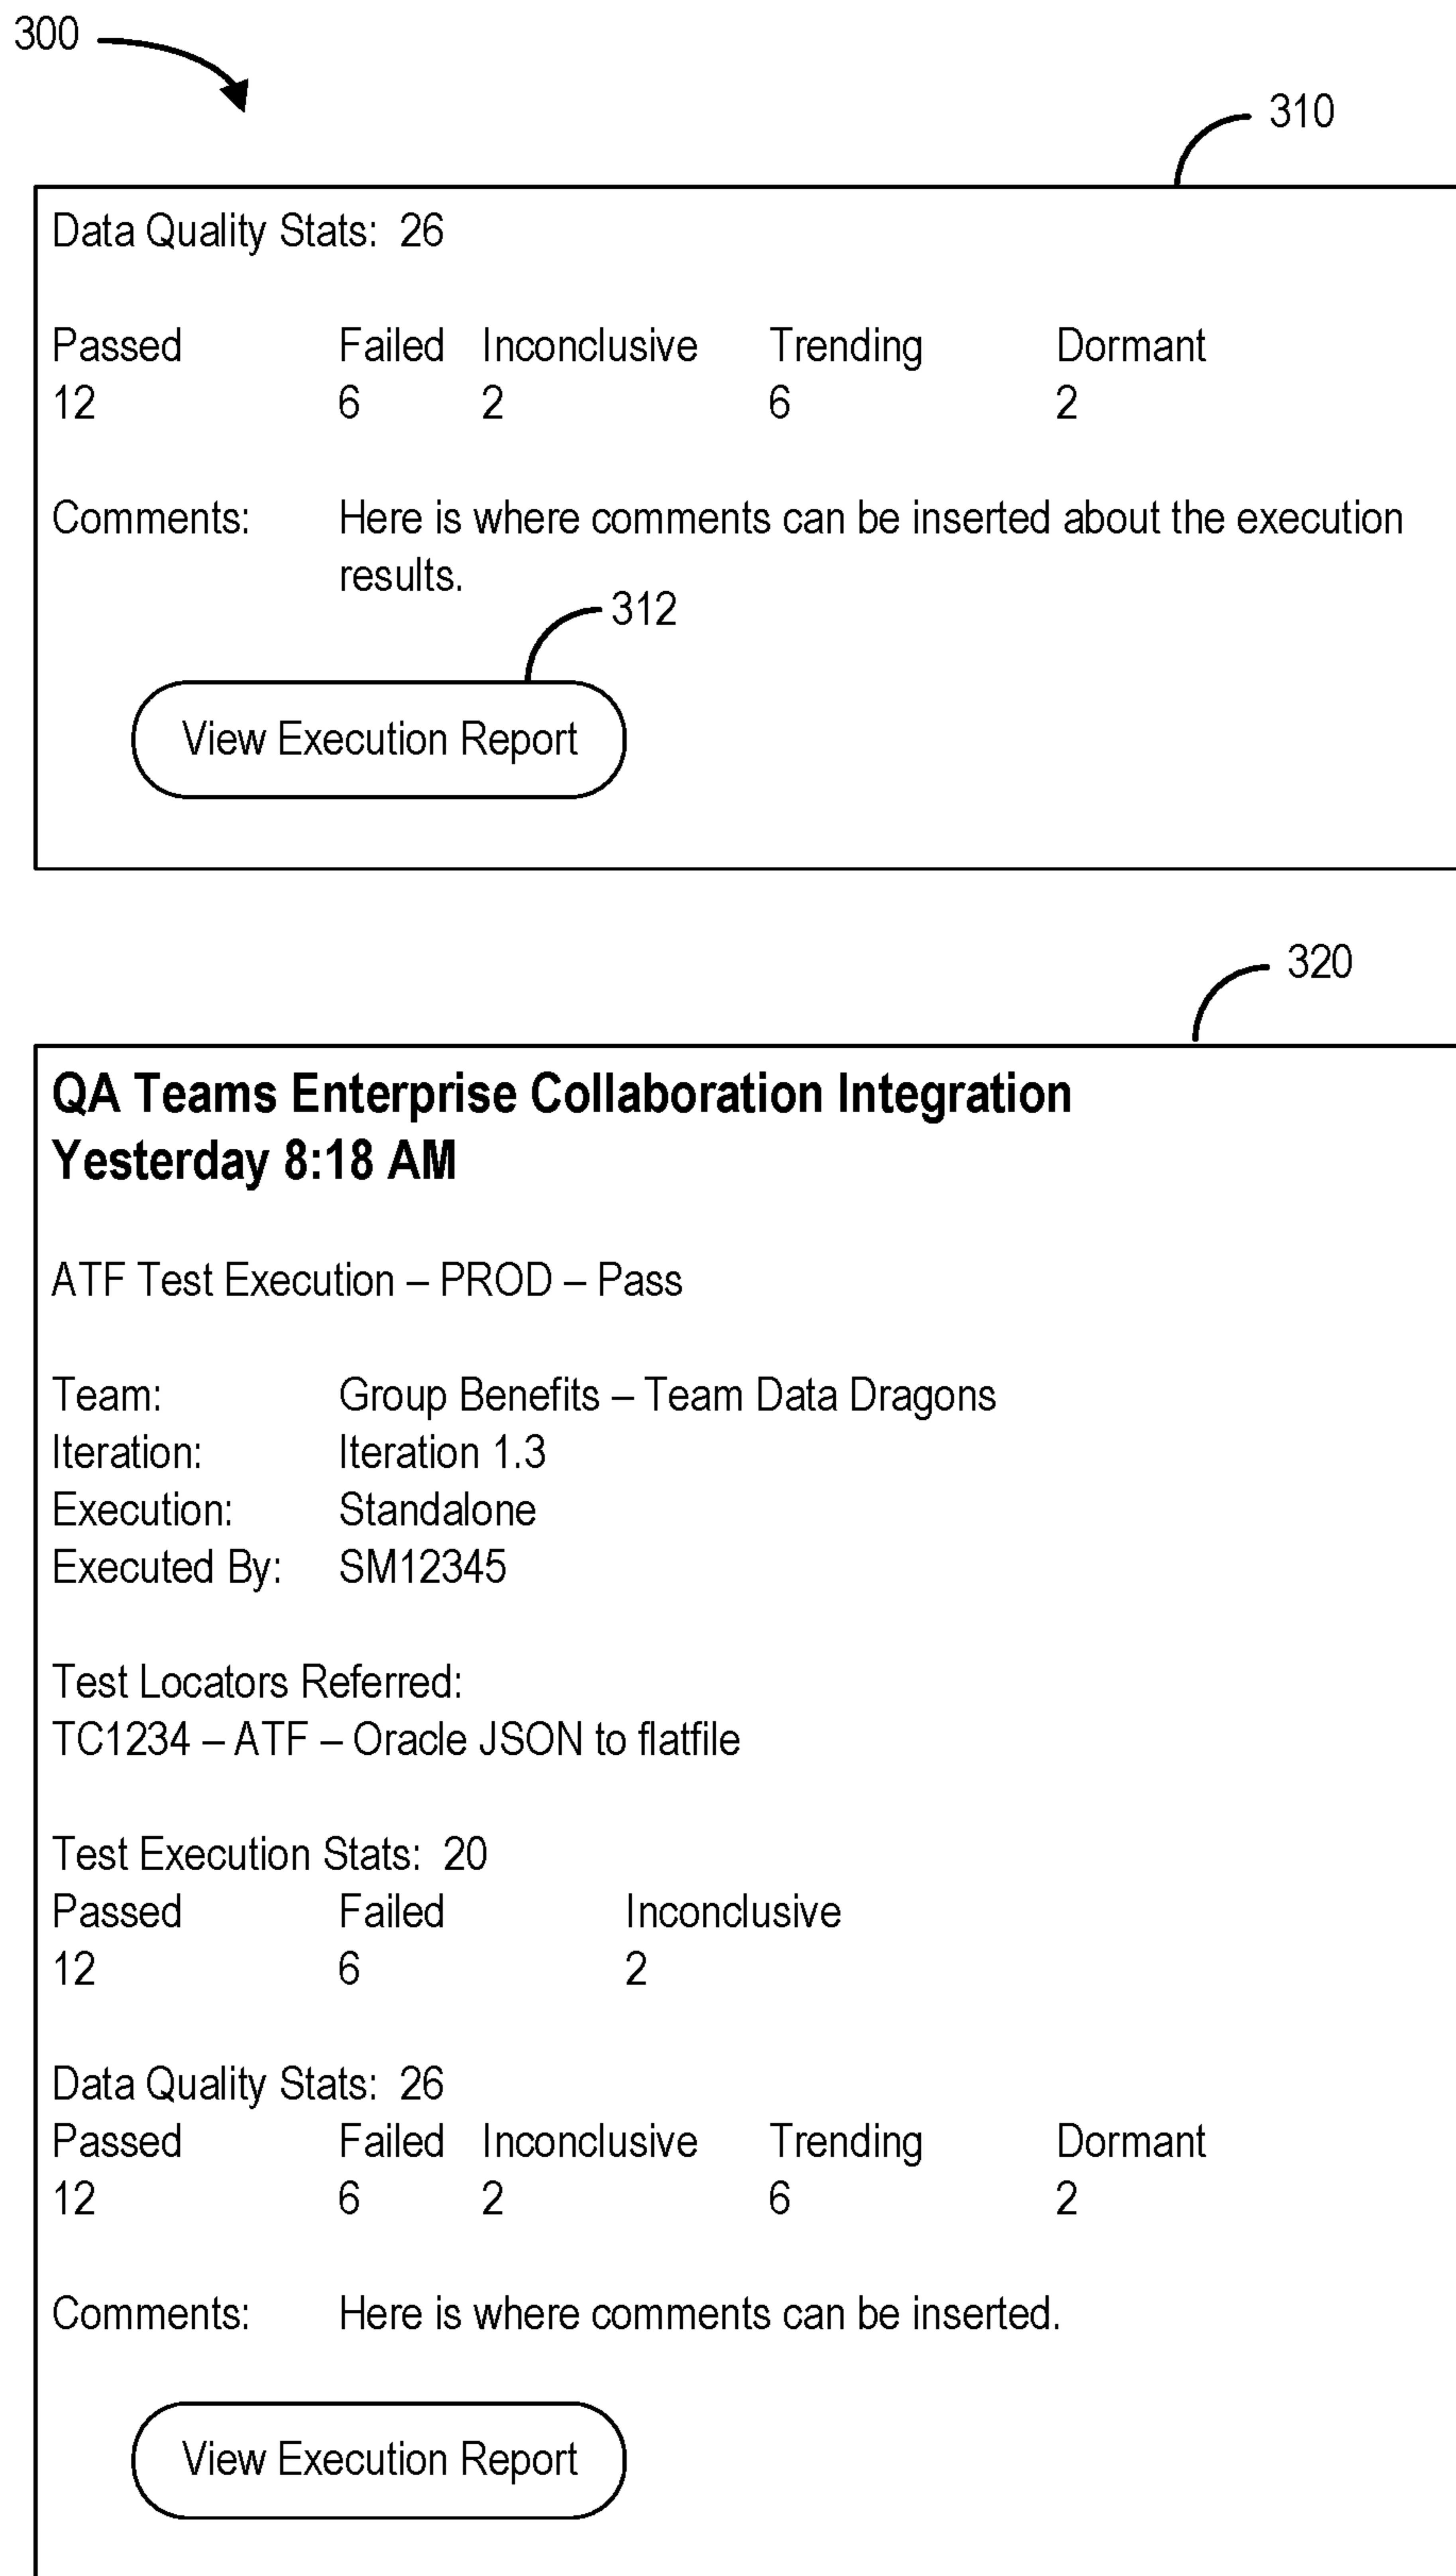 300
310
Data Quality Stats: 26
Passed Failed Inconclusive Trending Dormant
12 6 2 6 2
Comments: Here is where comments can be inserted about the execution
results.
312
View Execution Report
320
QA Teams Enterprise Collaboration Integration
Yesterday 8:18 AM
ATF Test Execution – PROD – Pass
Team: Group Benefits – Team Data Dragons
Iteration: Iteration 1.3
Execution: Standalone
Executed By: SM12345
Test Locators Referred:
TC1234 – ATF – Oracle JSON to flatfile
Test Execution Stats: 20
Passed Failed Inconclusive
12 6 2
Data Quality Stats: 26
Passed Failed Inconclusive Trending Dormant
12 6 2 6 2
Comments: Here is where comments can be inserted.
View Execution Report